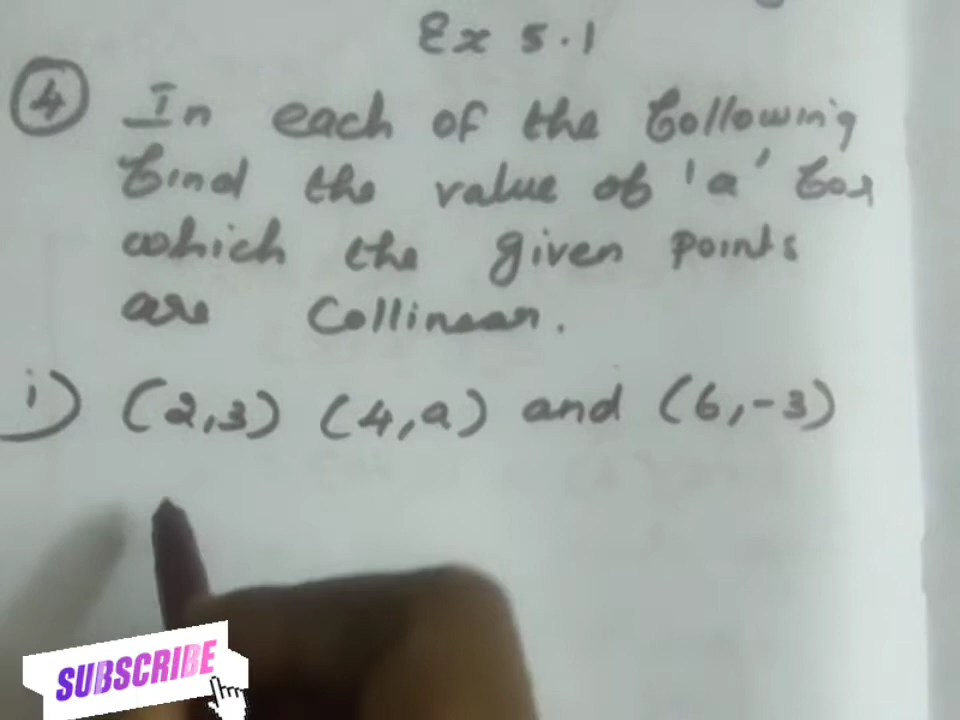 Ex 5.1
4 In each of the following
find the value of 'a' for
which the given points
are Collinear.
i) (2,3) (4,a) and (6,-3)
SUBSCRIBE